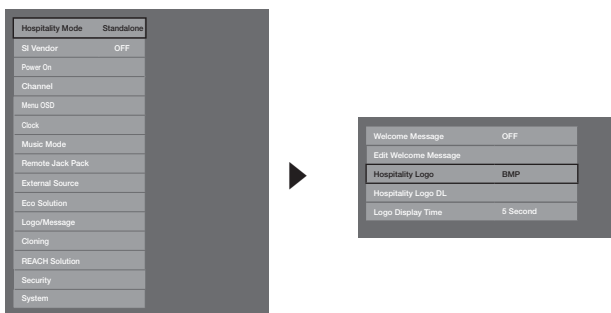 Hospitality Mode Standalone
SI Vendor OFF
Power On
Channel
Menu OSD
Clock
Music Mode
Remote Jack Pack
External Source
Eco Solution
Logo/Message
Cloning
REACH Solution
Security
System
Welcome Message OFF
Edit Welcome Message
Hospitality Logo BMP
Hospitality Logo DL
Logo Display Time 5 Second